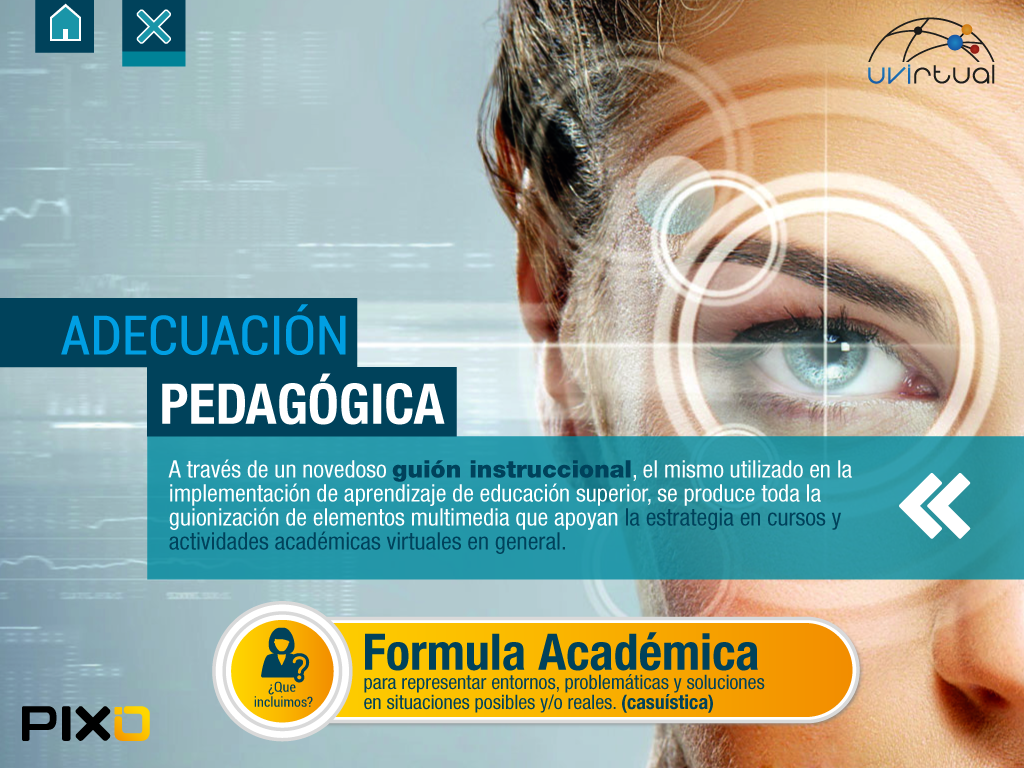 uvirtual
ADECUACIÓN
PEDAGÓGICA
A través de un novedoso guión instruccional, el mismo utilizado en la
implementación de aprendizaje de educación superior, se produce toda la
guionización de elementos multimedia que apoyan la estrategia en cursos y
actividades académicas virtuales en general.
¿Que
incluimos?
Formula Académica
para representar entornos, problemáticas y soluciones
en situaciones posibles y/o reales. (casuística)
PIXO